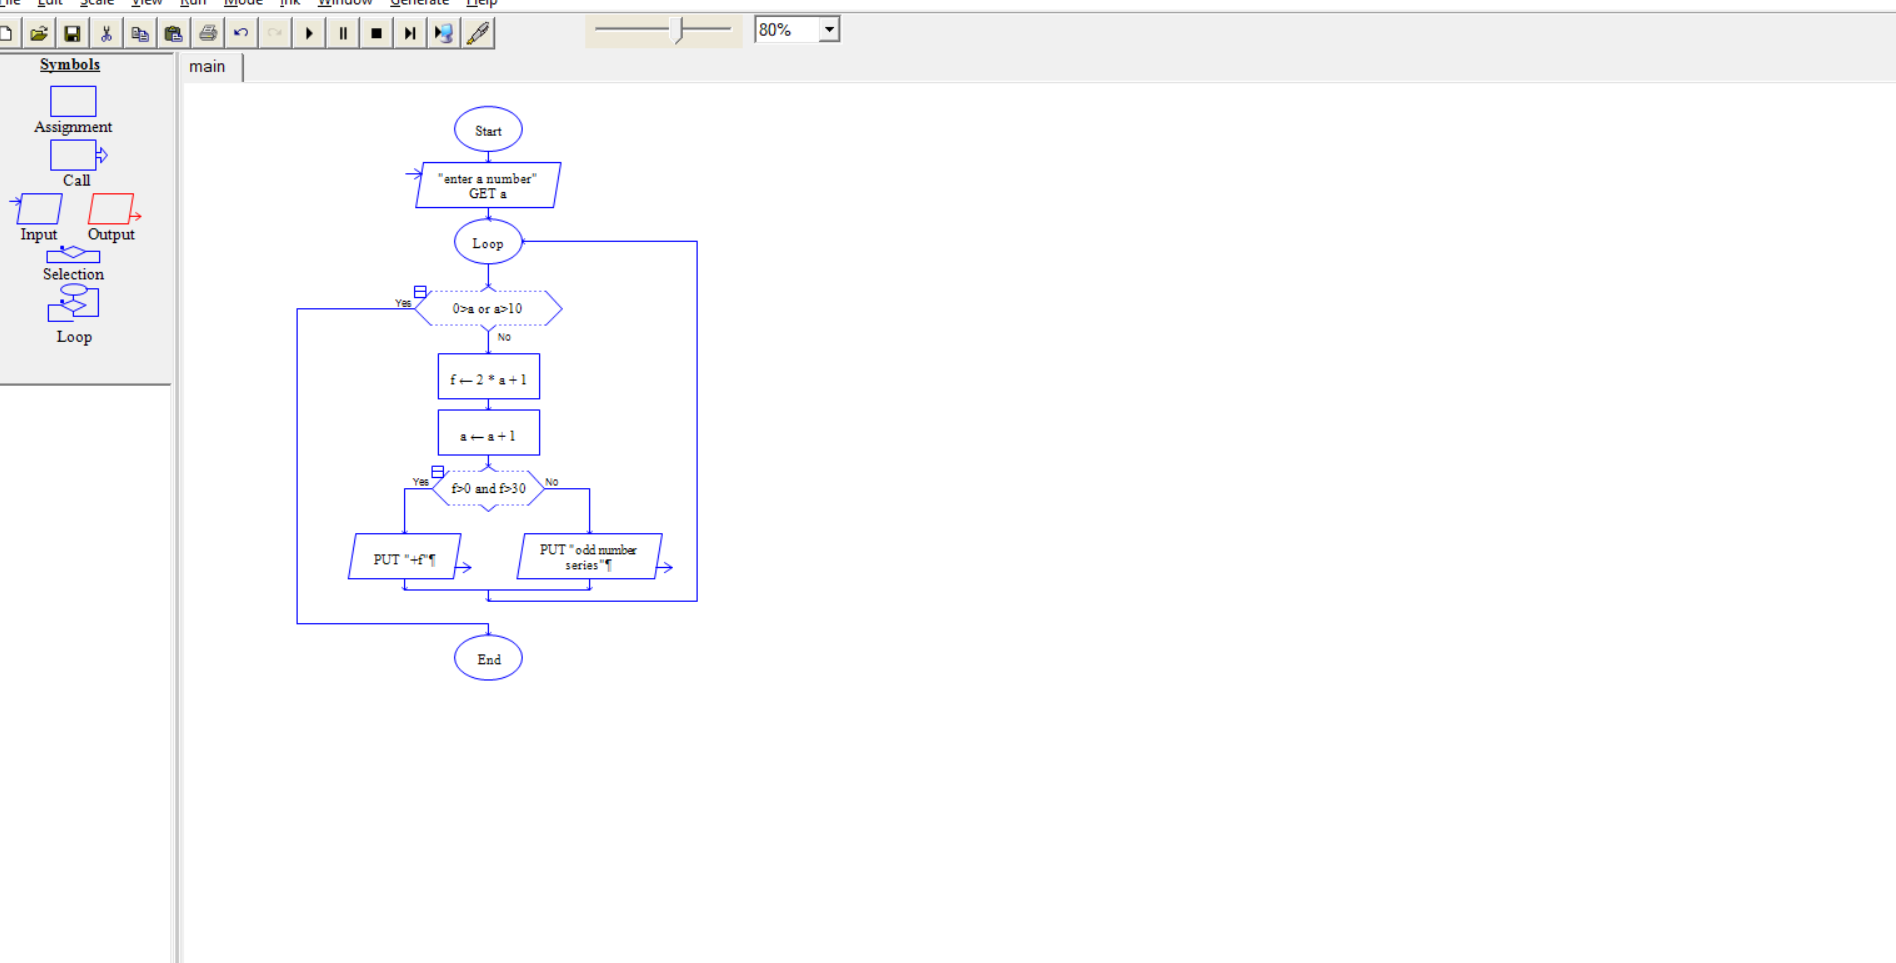 File Edit Scale View Run Mode Ink Window Generate Help
80%
Symbols
Assignment
Call
Input Output
Selection
Loop
main
Start
"enter a number"
GET a
Loop
Yes
0>a or a>10
No
f ← 2 * a + 1
a ← a + 1
Yes
f>0 and f>30
No
PUT "+f"¶
PUT "odd number
series"¶
End